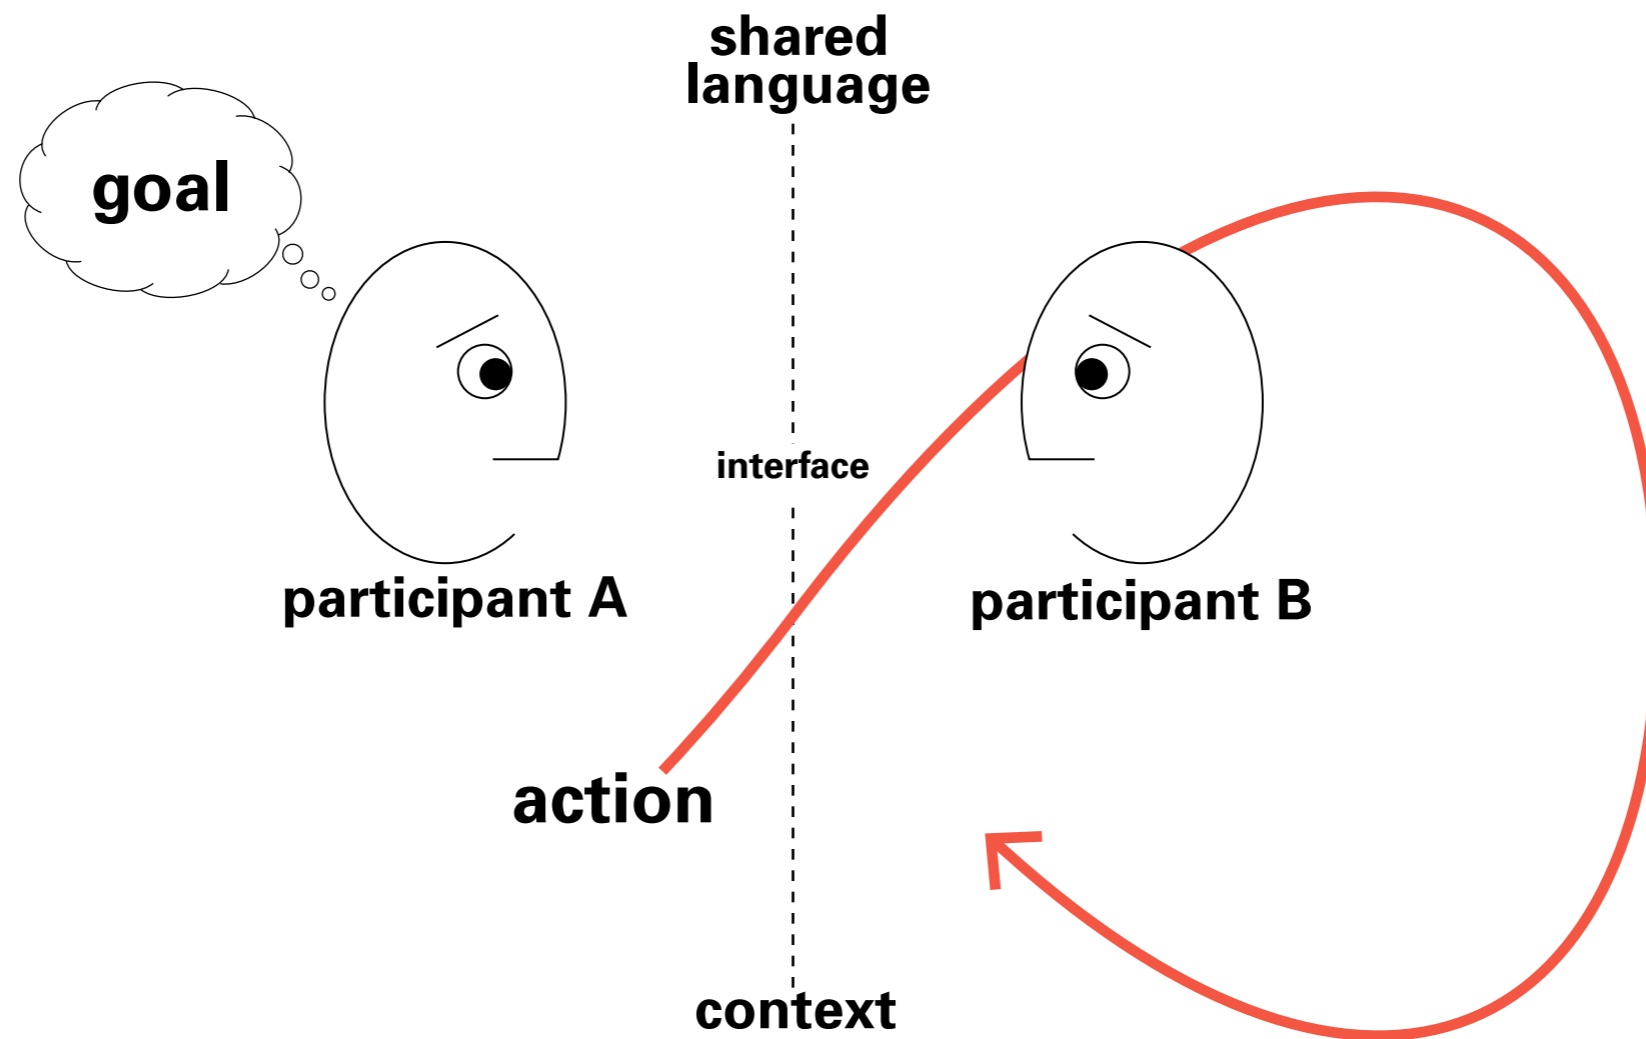 shared
language
goal
interface
participant A
participant B
action
context